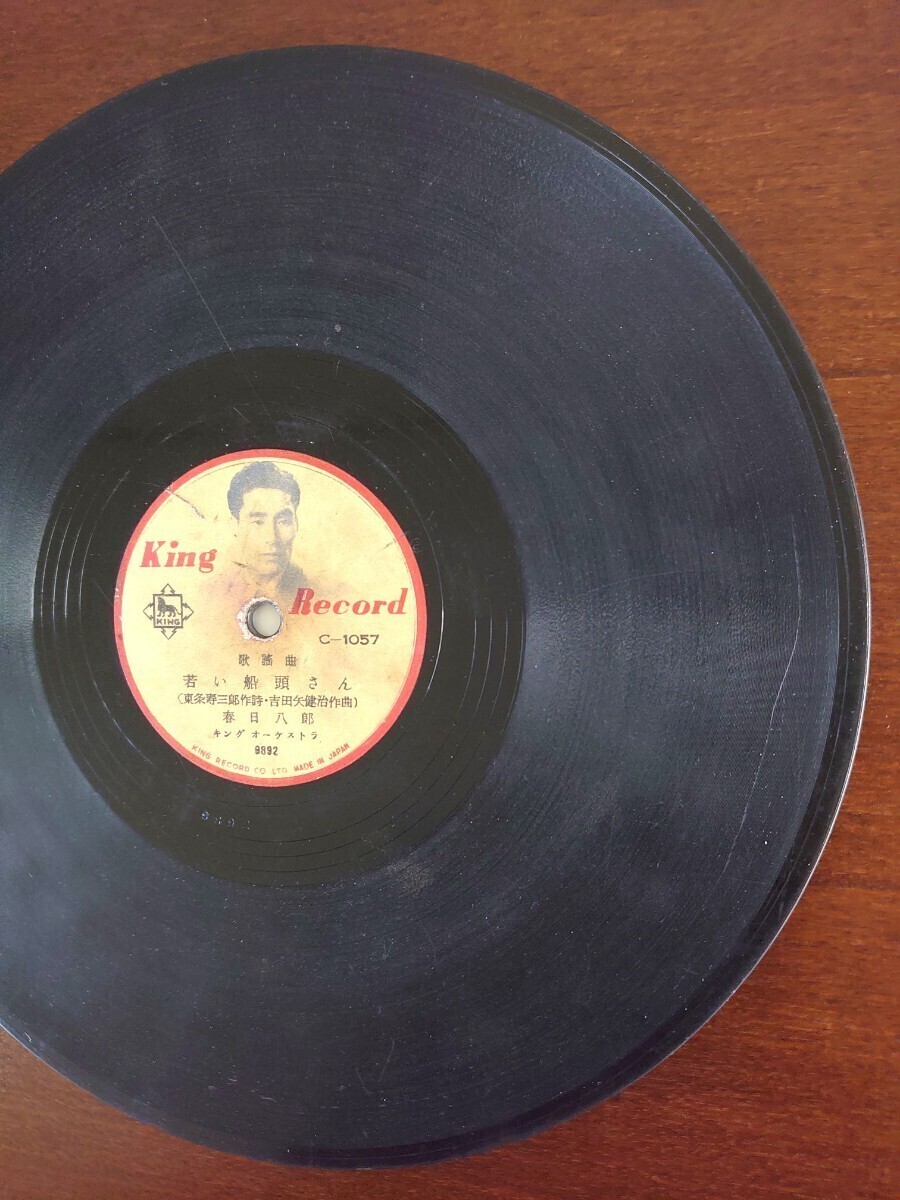 King
Record
KING
C-1057
歌謡曲
若い船頭さん
(東条寿三郎作詩・吉田矢健治作曲)
春日八郎
キングオーケストラ
9892
KING RECORD CO LTD MADE IN JAPAN